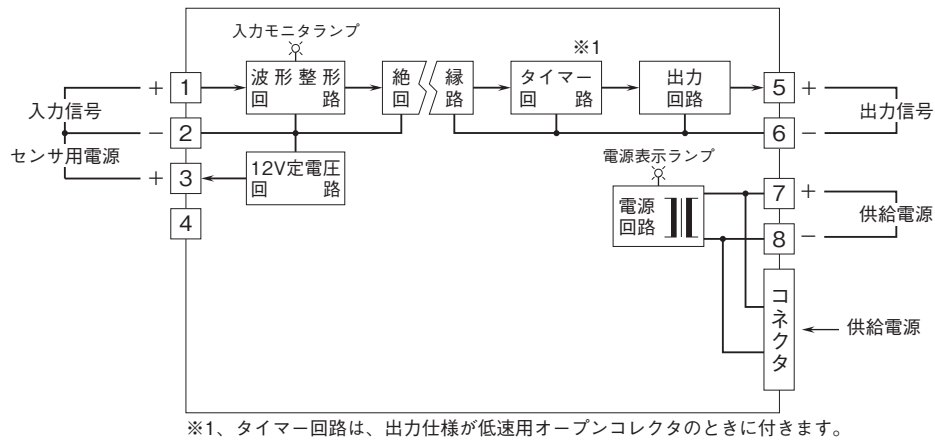 入力モニタランプ
※1
波形整形
回路
絶縁
回路
タイマー
回路
出力
回路
+ 1
5 +
入力信号
出力信号
− 2
6 −
センサ用電源
12V定電圧
回路
+ 3
4
電源表示ランプ
電源
回路
7 +
供給電源
8 −
コネクタ
供給電源
※1、タイマー回路は、出力仕様が低速用オープンコレクタのときに付きます。